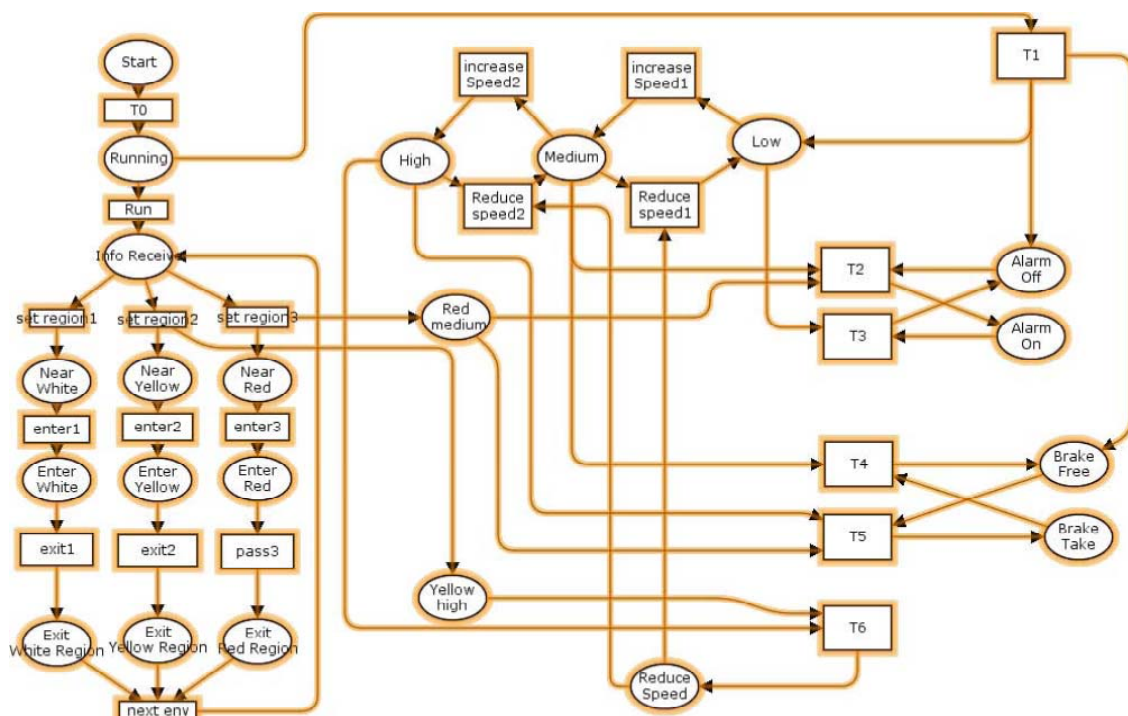 Start
T0
Running
Run
Info Receive
set region1
set region2
set region3
Near
White
Near
Yellow
Near
Red
enter1
enter2
enter3
Enter
White
Enter
Yellow
Enter
Red
exit1
exit2
pass3
Exit
White Region
Exit
Yellow Region
Exit
Red Region
next env
increase
Speed2
increase
Speed1
High
Medium
Low
Reduce
speed2
Reduce
speed1
Red
medium
Yellow
high
Reduce
Speed
T1
T2
T3
Alarm
Off
Alarm
On
T4
T5
Brake
Free
Brake
Take
T6